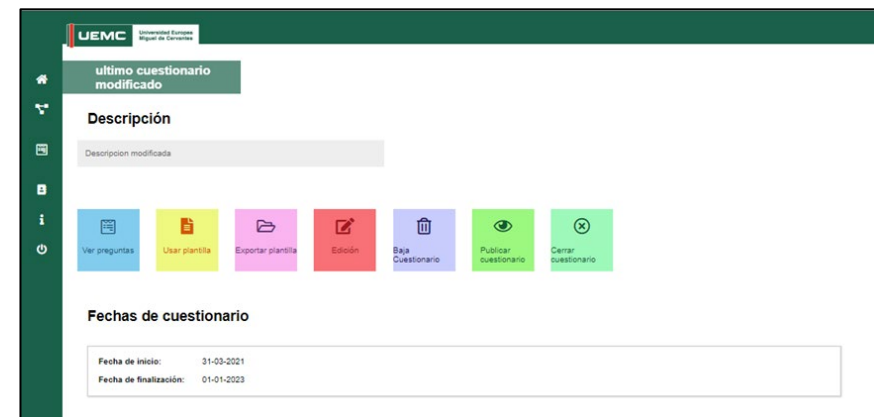 UEMC
Universidad Europea
Miguel de Cervantes
ultimo cuestionario
modificado
Descripción
Descripcion modificada
Ver preguntas
Usar plantilla
Exportar plantilla
Edición
Baja
Cuestionario
Publicar
cuestionario
Cerrar
cuestionario
Fechas de cuestionario
Fecha de inicio: 31-03-2021
Fecha de finalización: 01-01-2023